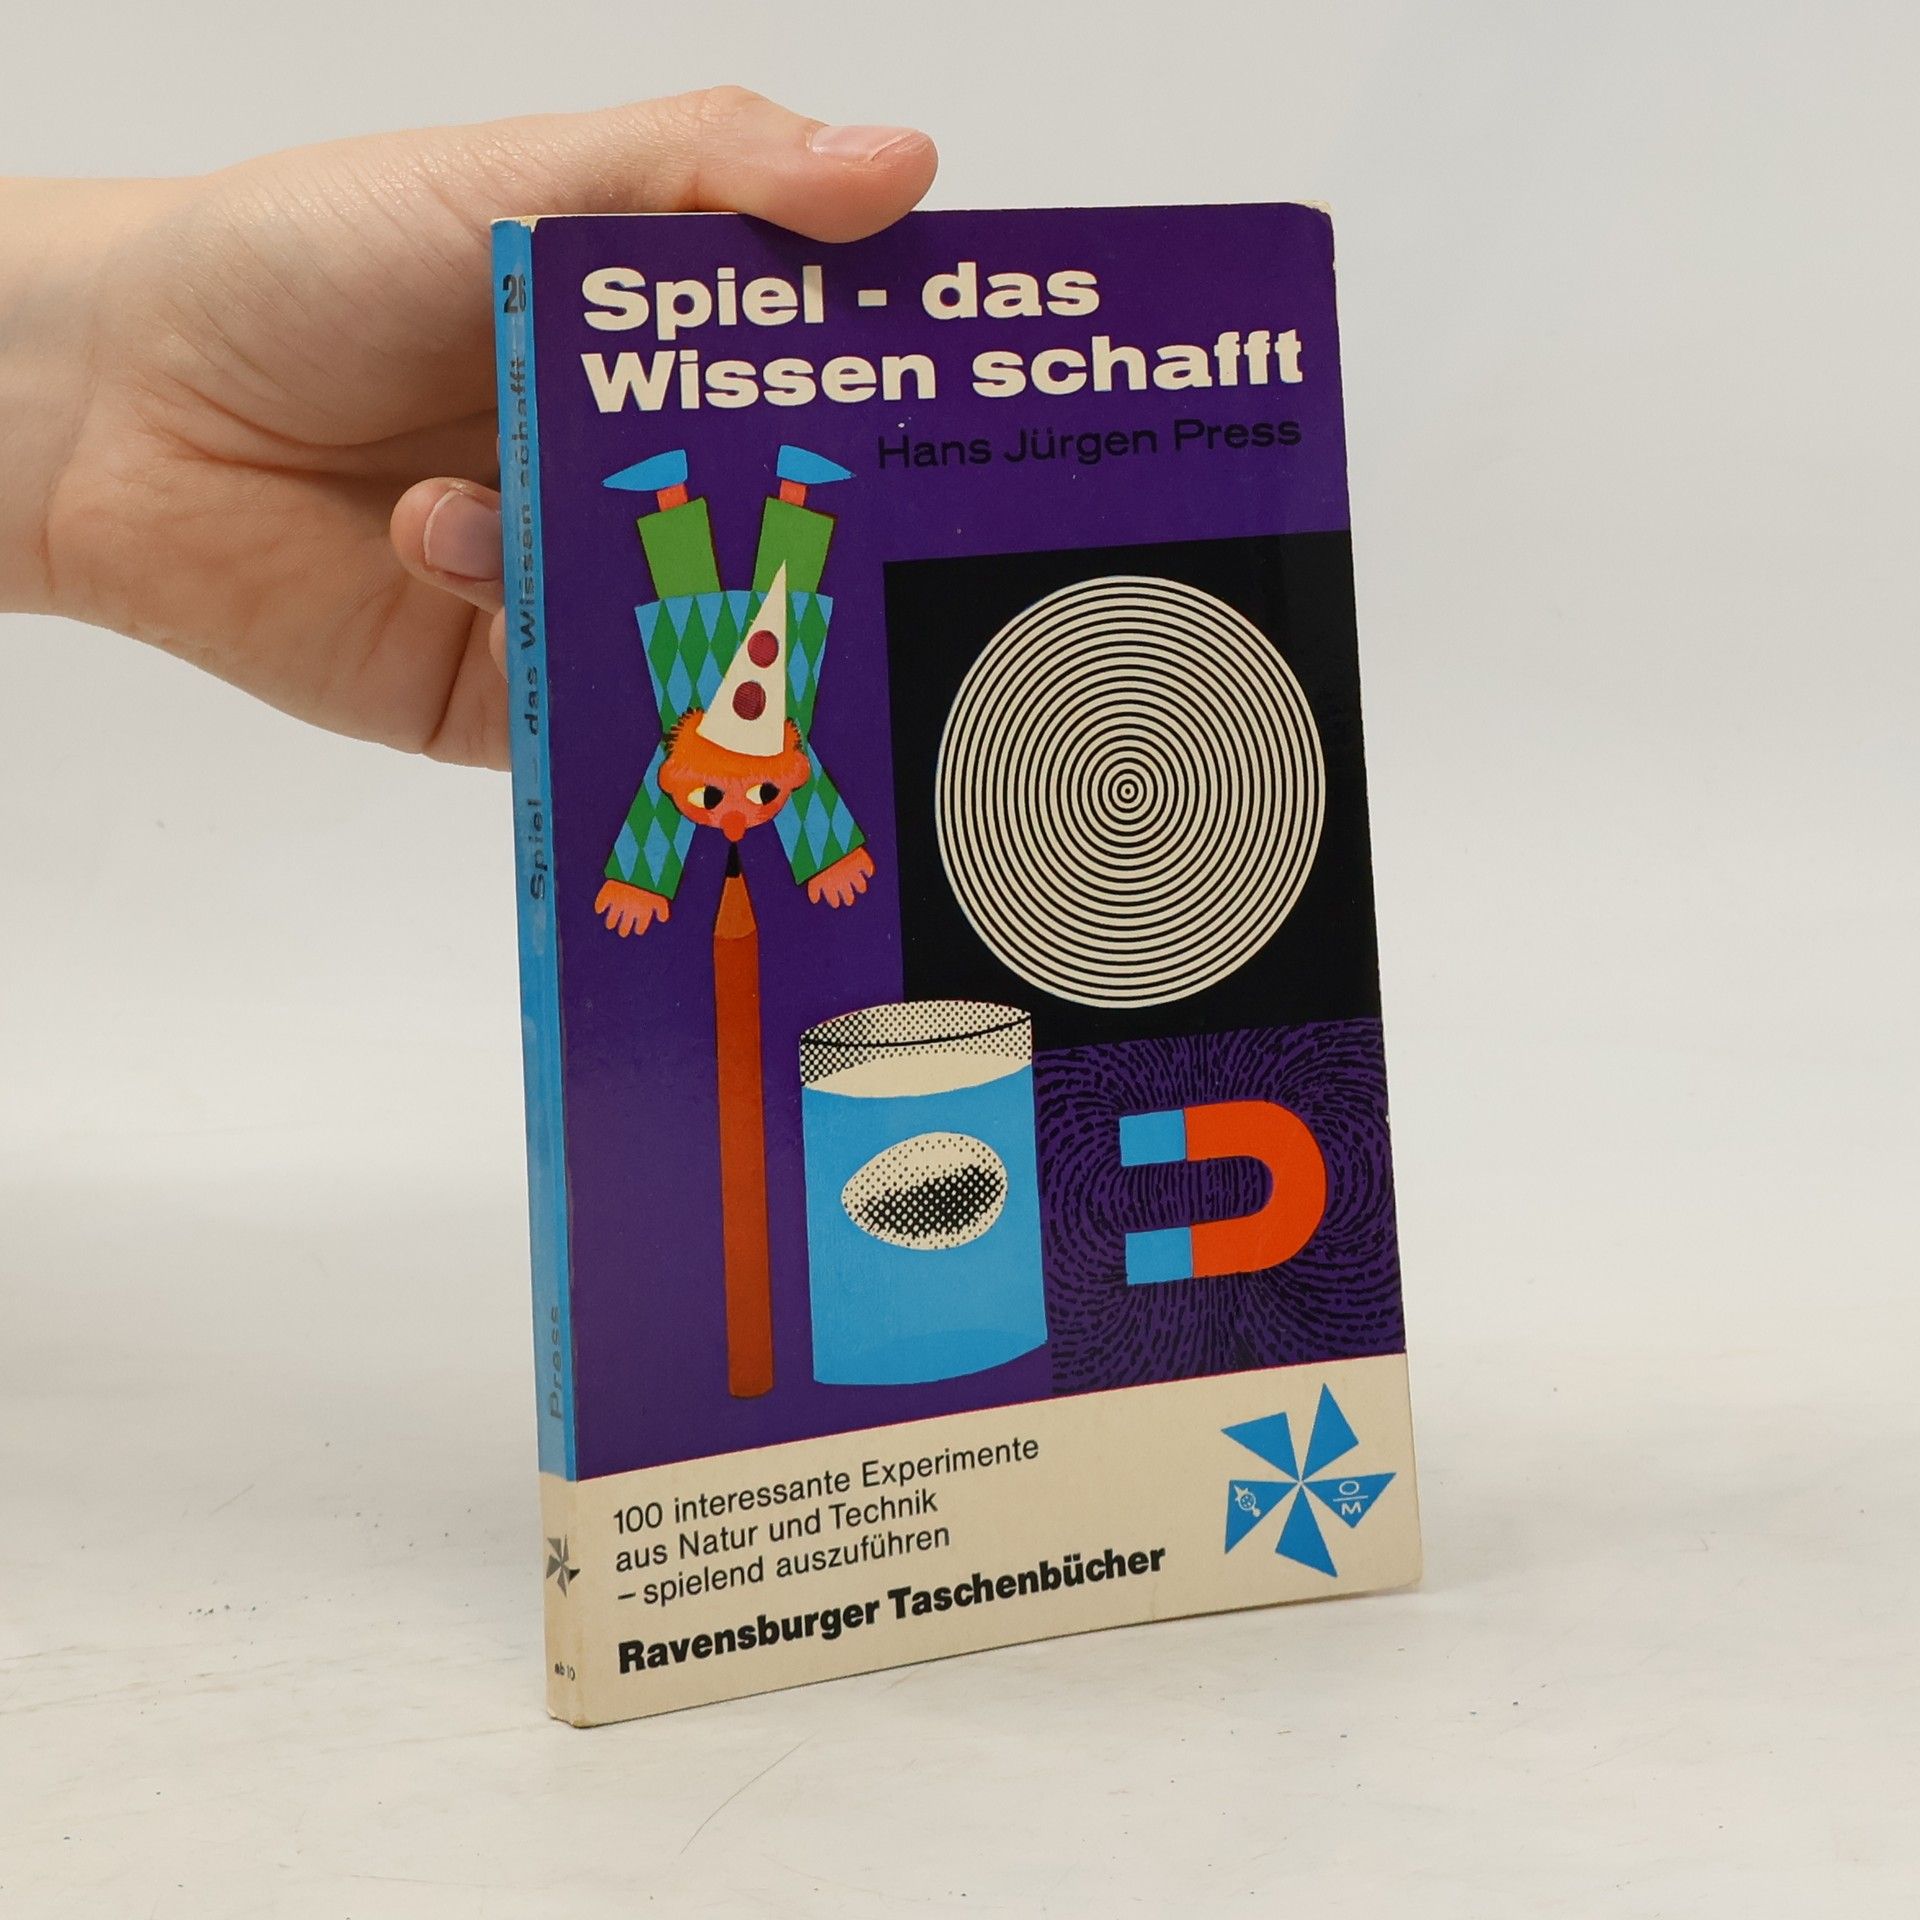 Spiel - das
Wissen schafft
Hans Jürgen Press
100 interessante Experimente
aus Natur und Technik
– spielend auszuführen
Ravensburger Taschenbücher
O
M
Press Spiel – das Wissen schafft
ab 10